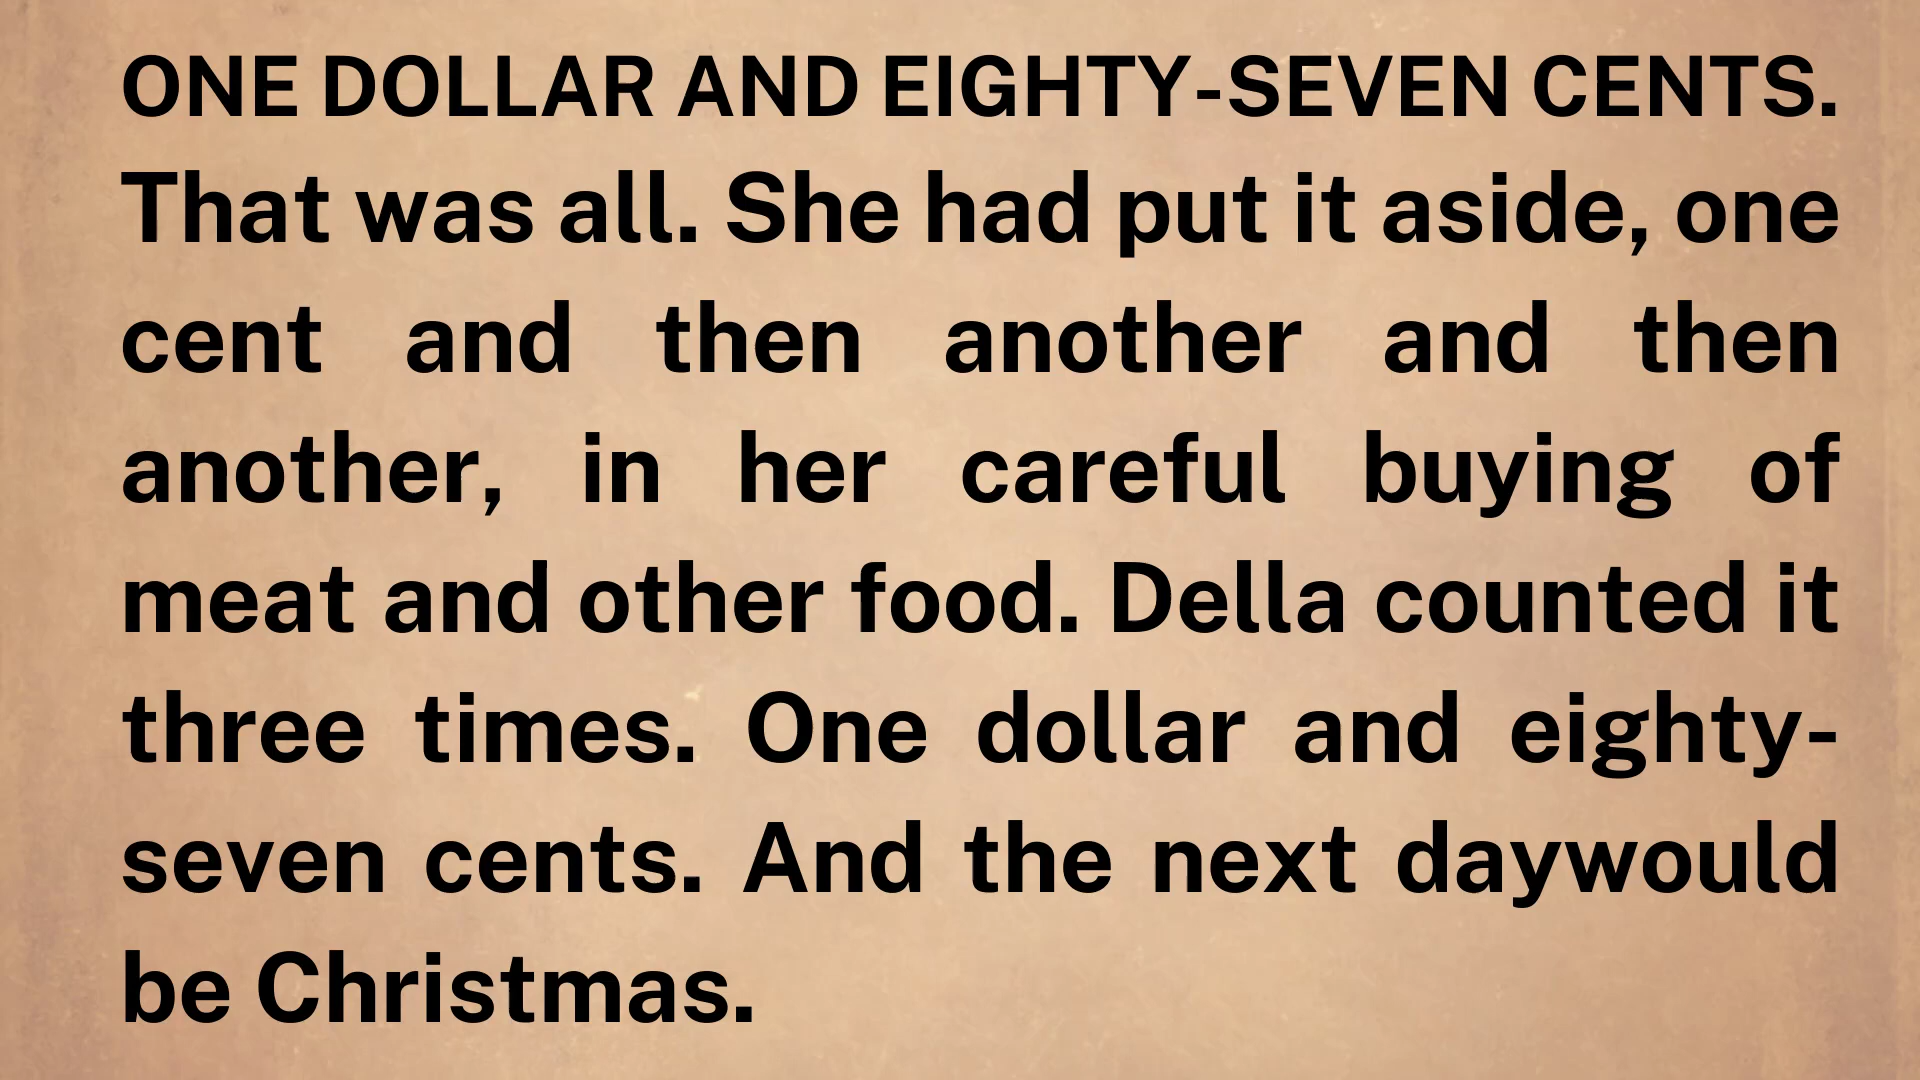 ONE DOLLAR AND EIGHTY-SEVEN CENTS.
That was all. She had put it aside, one
cent and then another and then
another, in her careful buying of
meat and other food. Della counted it
three times. One dollar and eighty-
seven cents. And the next daywould
be Christmas.